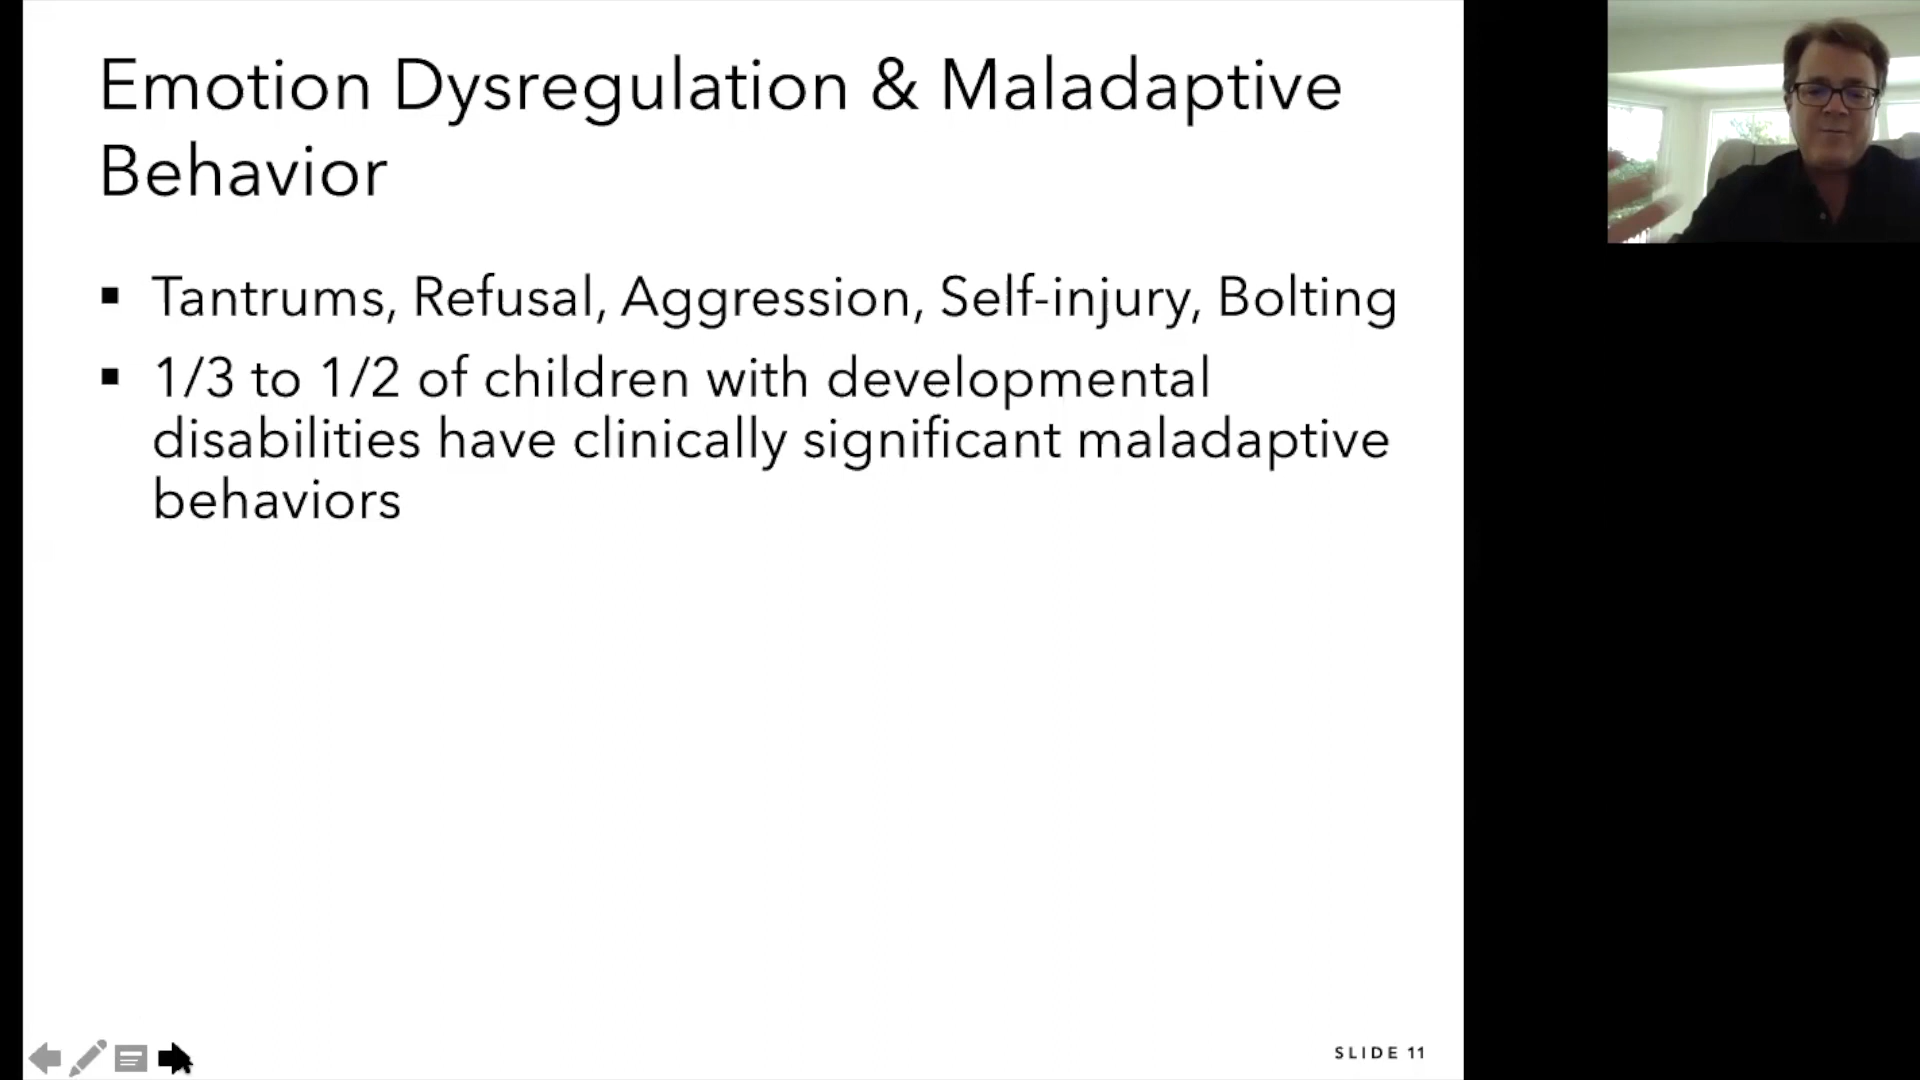 Emotion Dysregulation & Maladaptive
Behavior
▪ Tantrums, Refusal, Aggression, Self-injury, Bolting
▪ 1/3 to 1/2 of children with developmental
disabilities have clinically significant maladaptive
behaviors
SLIDE 11